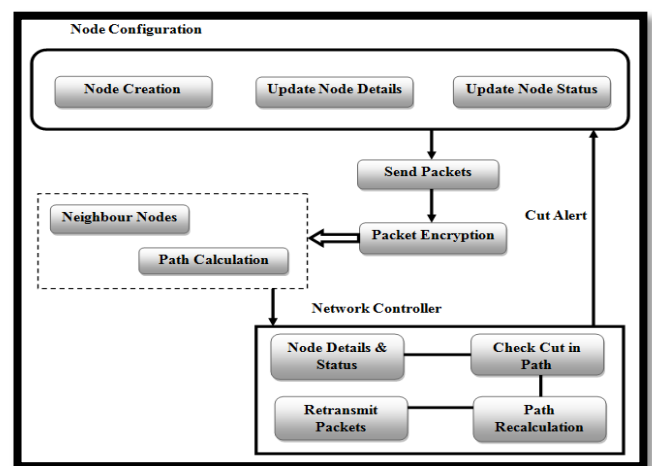 Node Configuration
Node Creation
Update Node Details
Update Node Status
Send Packets
Neighbour Nodes
Cut Alert
Packet Encryption
Path Calculation
Network Controller
Node Details &
Status
Check Cut in
Path
Retransmit
Packets
Path
Recalculation